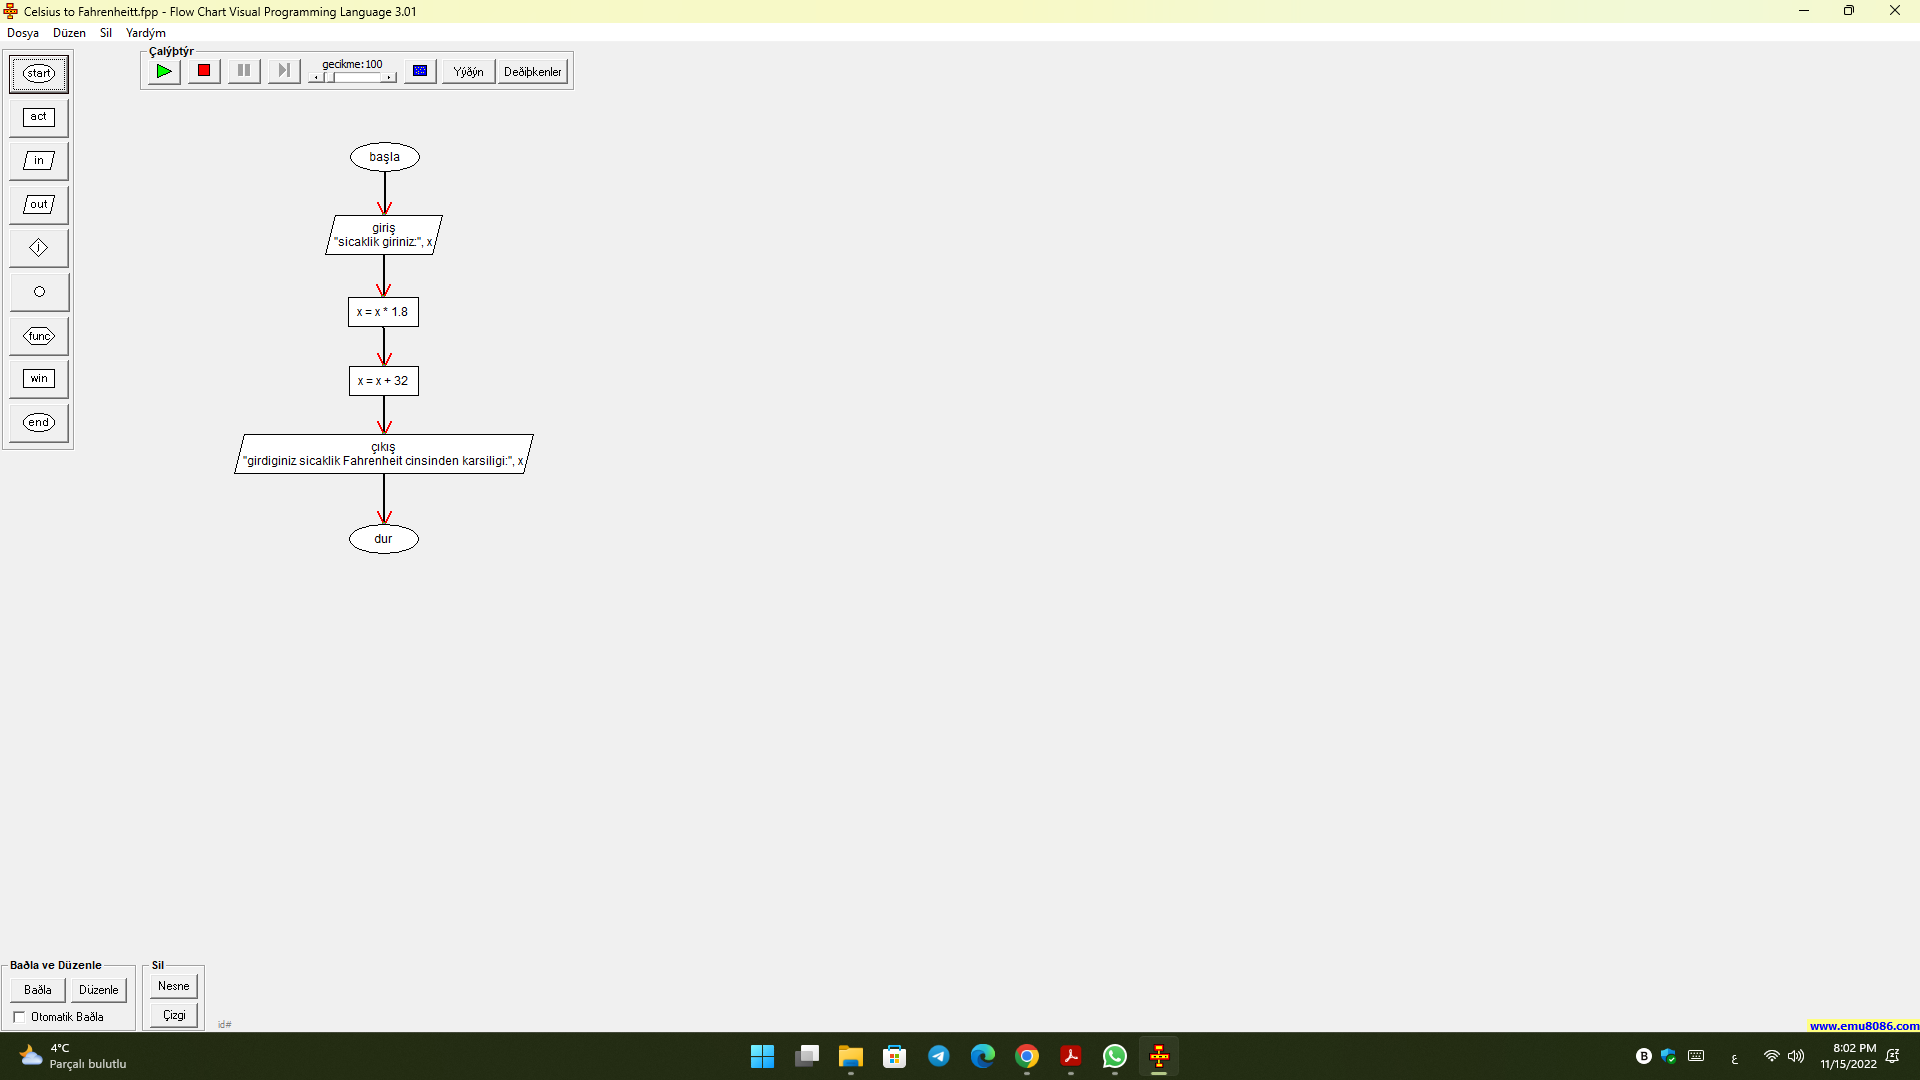 Celsius to Fahrenheitt.fpp - Flow Chart Visual Programming Language 3.01
Dosya Düzen Sil Yardým
Çalýþtýr
gecikme:100
Yýðýn
Deðiþkenler
start
act
in
out
j
func
win
end
başla
giriş
"sicaklik giriniz:", x
x = x * 1.8
x = x + 32
çıkış
"girdiginiz sicaklik Fahrenheit cinsinden karsiligi:", x
dur
Baðla ve Düzenle
Baðla
Düzenle
Otomatik Baðla
Sil
Nesne
Çizgi
id#
www.emu8086.com
4°C
Parçalı bulutlu
B
ع
8:02 PM
11/15/2022